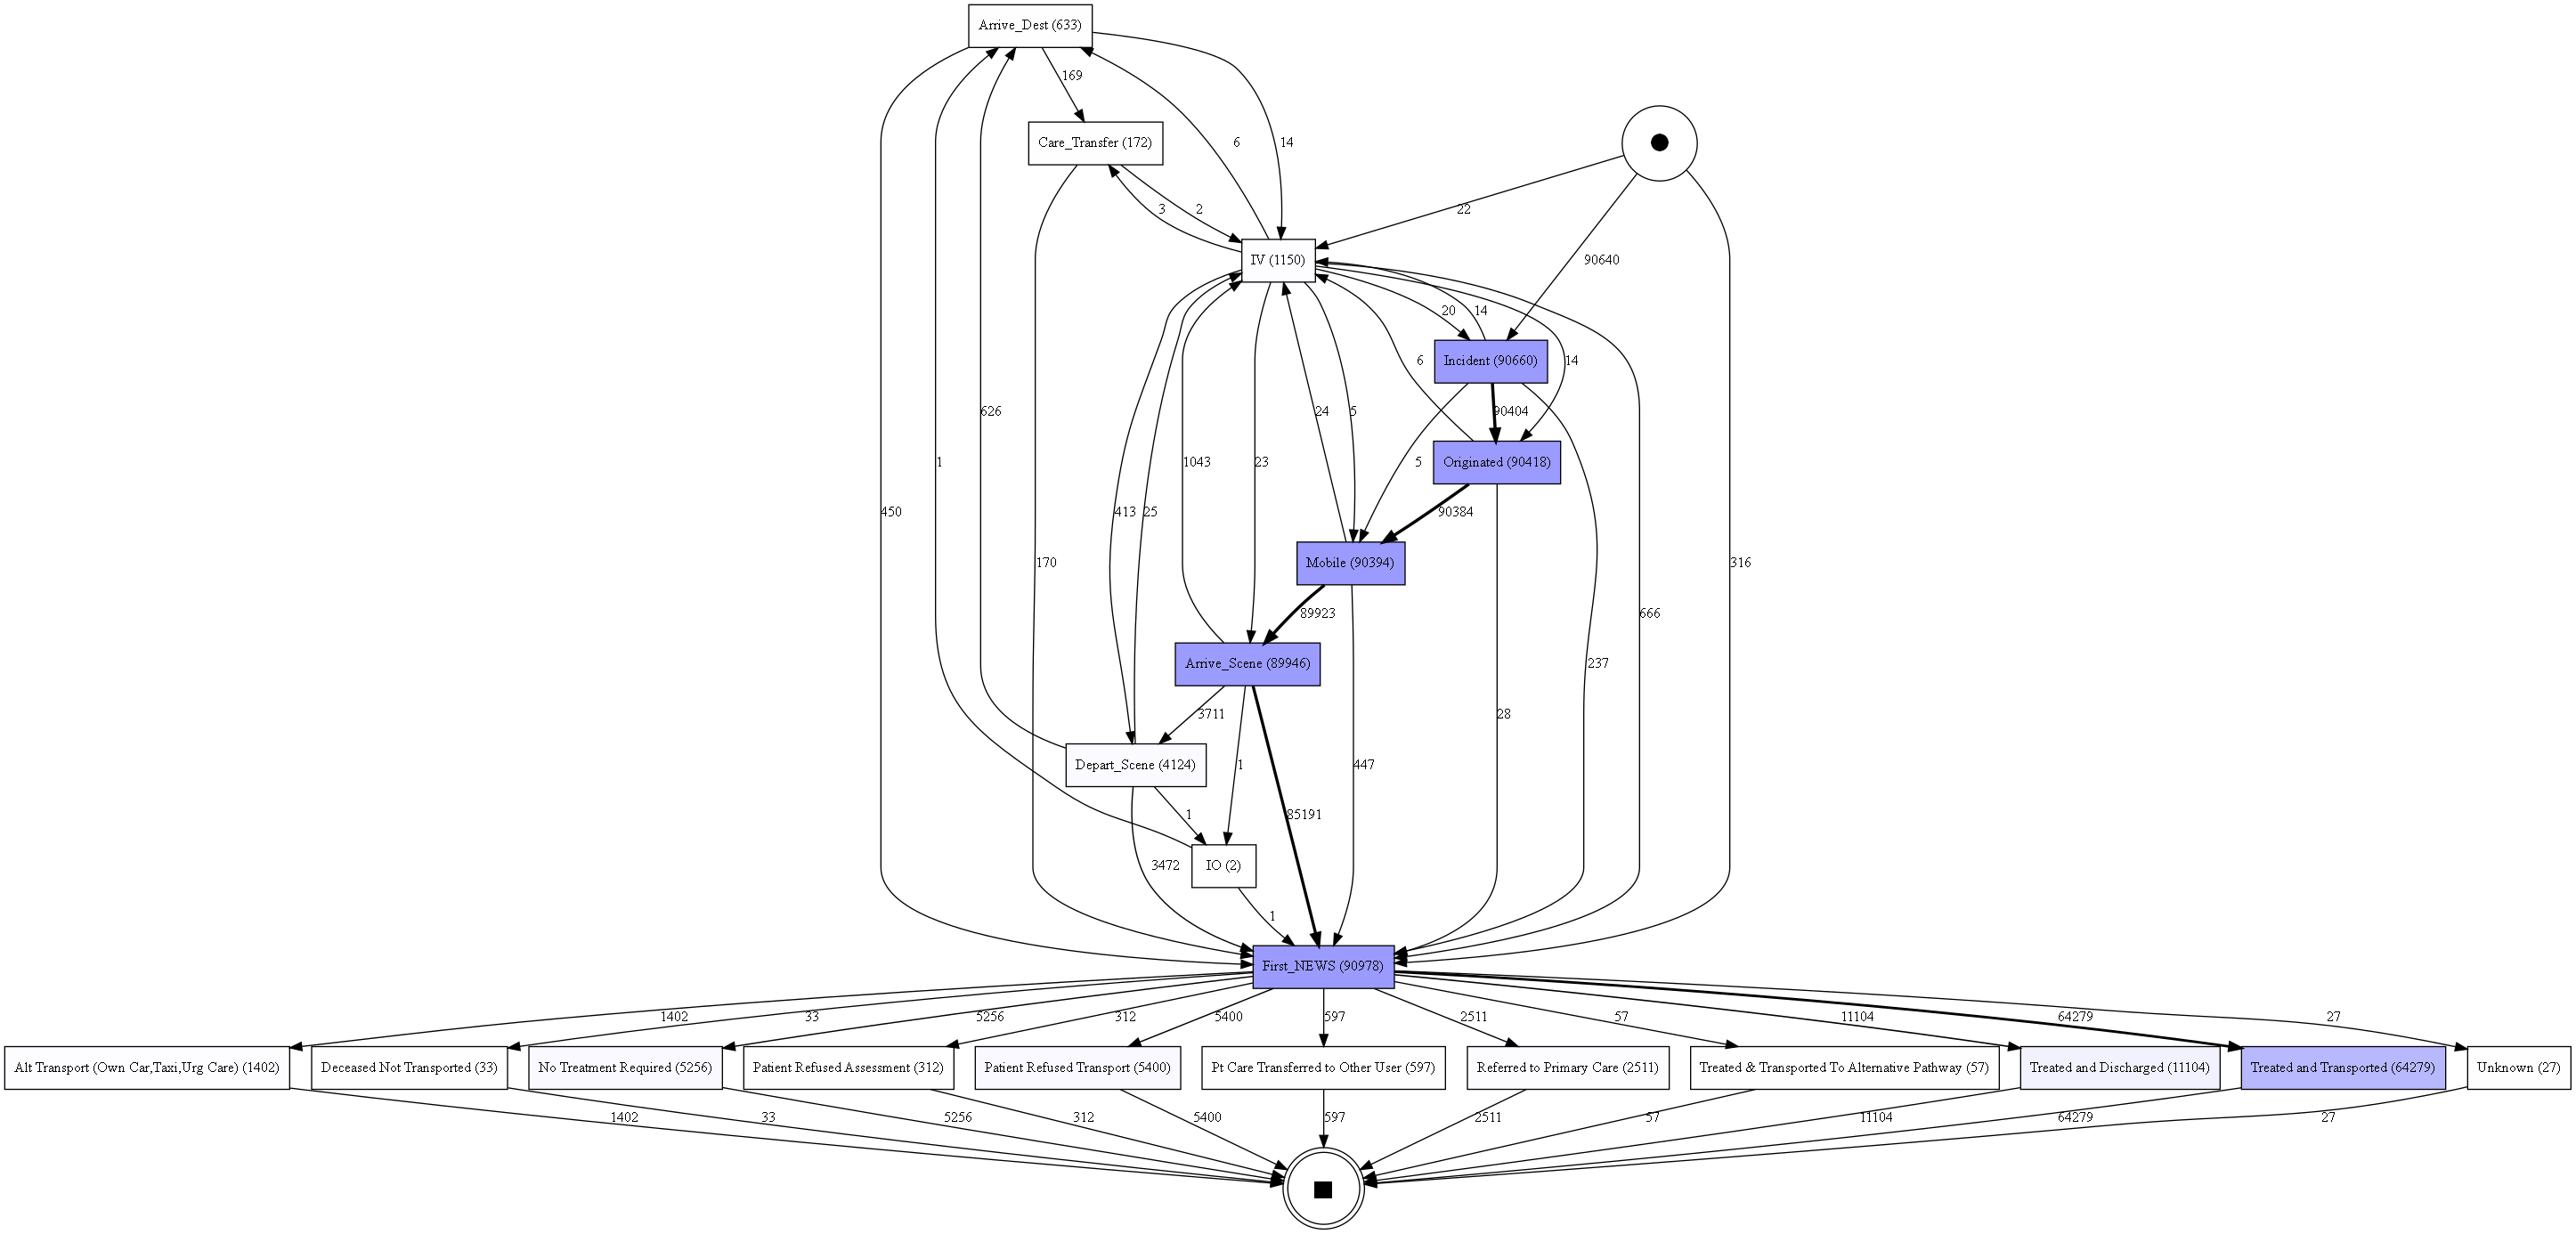 Arrive_Dest (633)
169
Care_Transfer (172)
6
14
3
2
22
IV (1150)
90640
20
14
Incident (90660)
6
14
626
24
5
90404
1
1043
23
5
Originated (90418)
450
413
25
90384
170
Mobile (90394)
316
89923
666
Arrive_Scene (89946)
237
3711
28
Depart_Scene (4124)
1
447
1
85191
3472
IO (2)
1
First_NEWS (90978)
1402
33
5256
312
5400
597
2511
57
11104
64279
27
Alt Transport (Own Car,Taxi,Urg Care) (1402)
Deceased Not Transported (33)
No Treatment Required (5256)
Patient Refused Assessment (312)
Patient Refused Transport (5400)
Pt Care Transferred to Other User (597)
Referred to Primary Care (2511)
Treated & Transported To Alternative Pathway (57)
Treated and Discharged (11104)
Treated and Transported (64279)
Unknown (27)
1402
33
5256
312
5400
597
2511
57
11104
64279
27